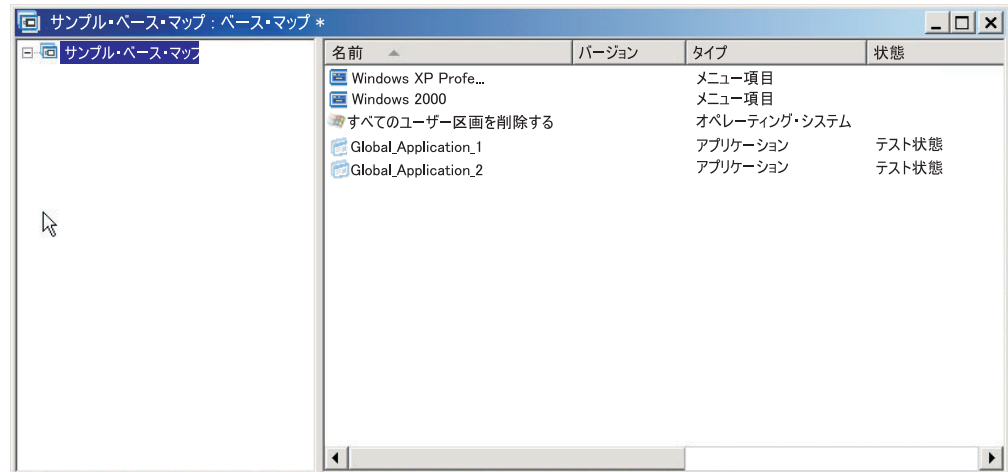 サンプル・ベース・マップ : ベース・マップ *
サンプル・ベース・マップ
名前 バージョン タイプ 状態
Windows XP Profe... メニュー項目
Windows 2000 メニュー項目
すべてのユーザー区画を削除する オペレーティング・システム
Global_Application_1 アプリケーション テスト状態
Global_Application_2 アプリケーション テスト状態